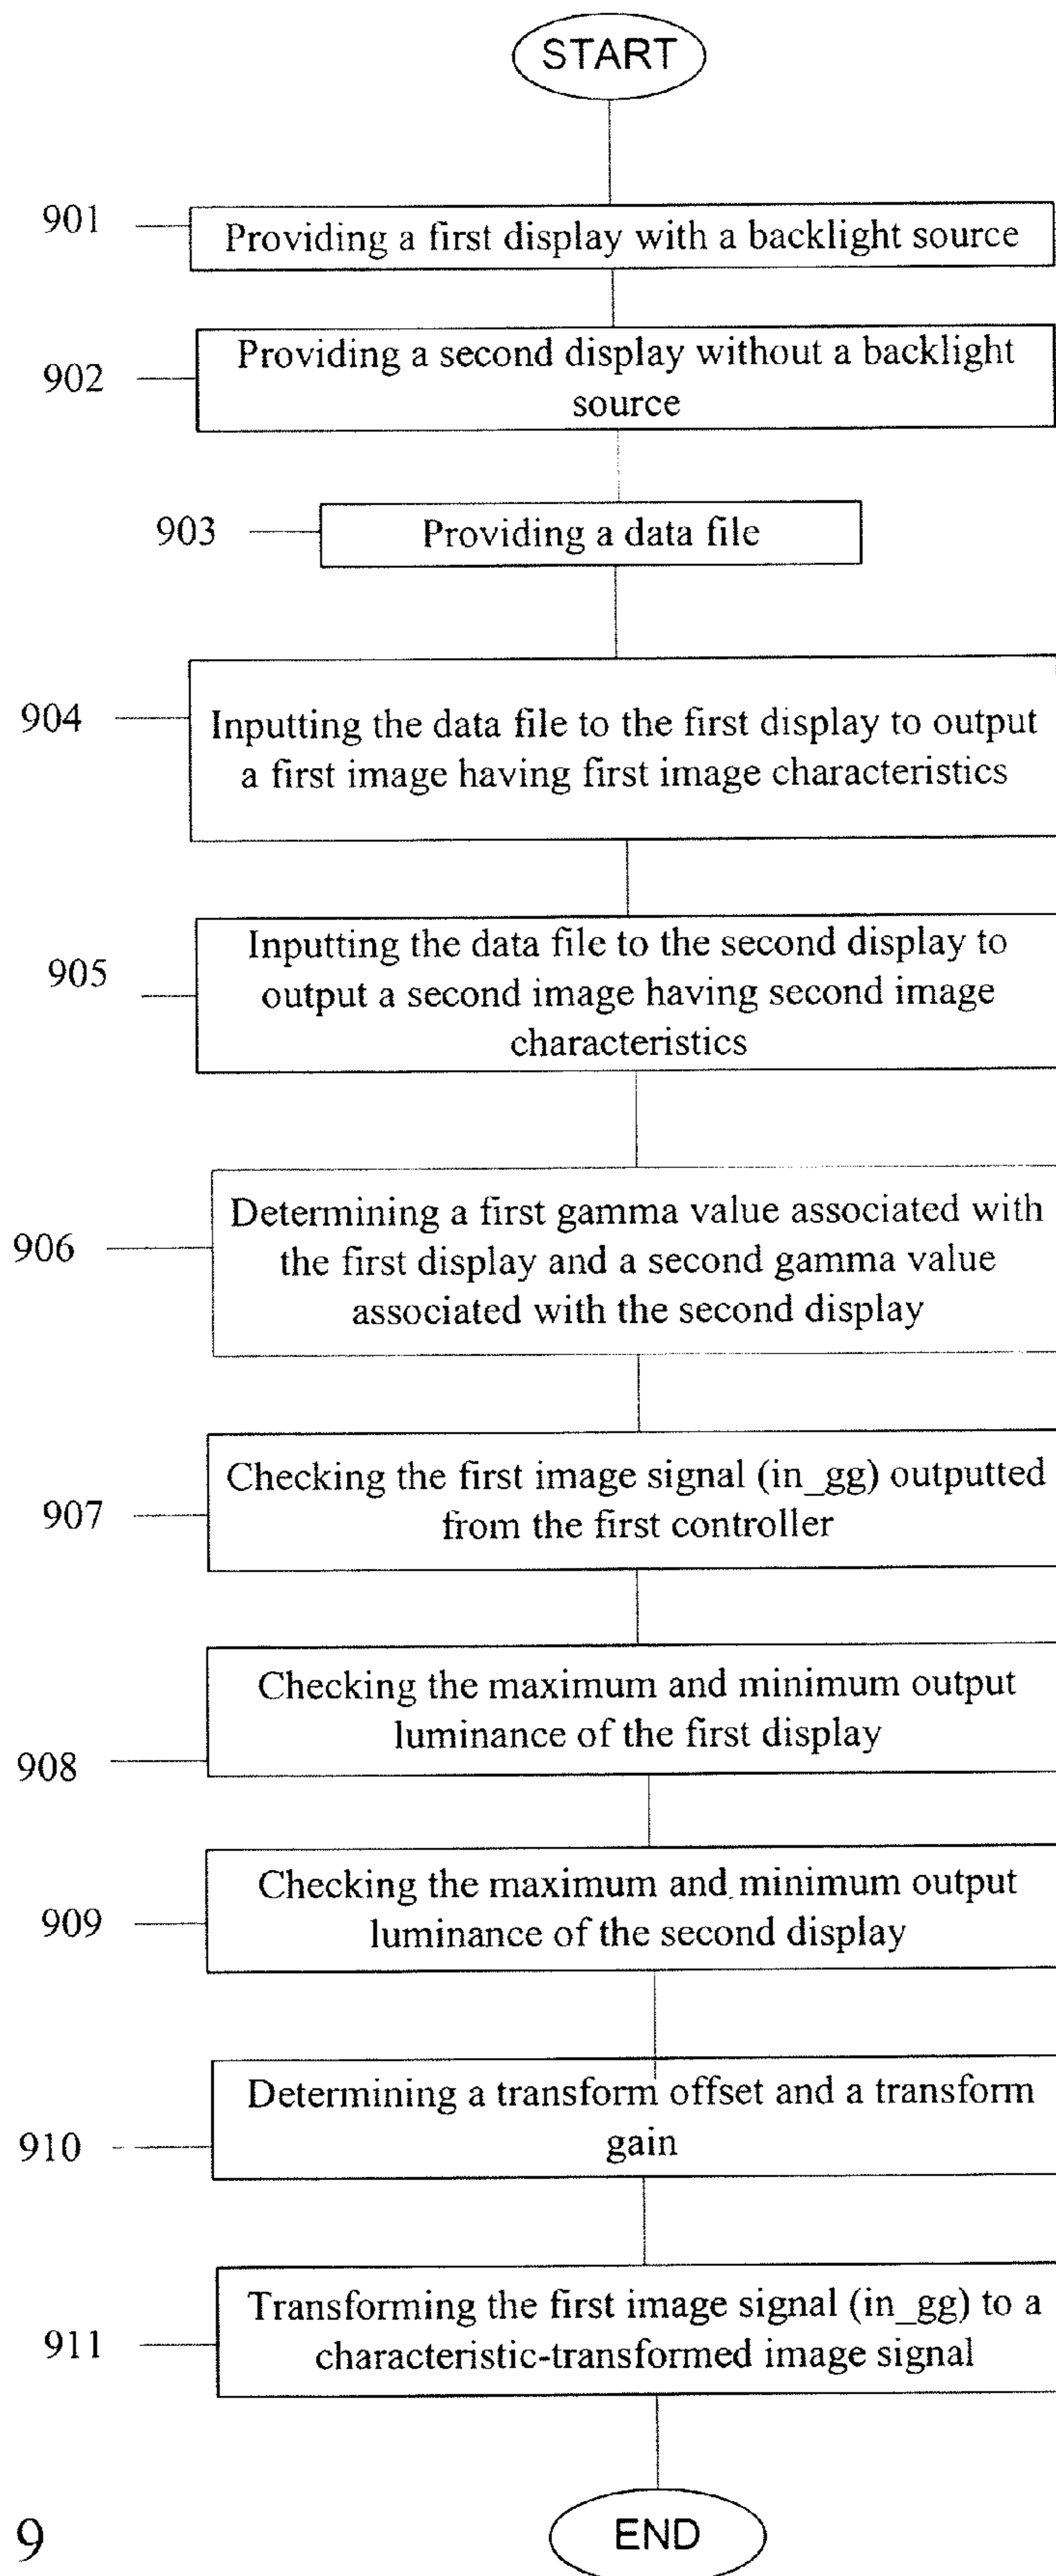 START
901
Providing a first display with a backlight source
902
Providing a second display without a backlight
source
903
Providing a data file
904
Inputting the data file to the first display to output
a first image having first image characteristics
905
Inputting the data file to the second display to
output a second image having second image
characteristics
906
Determining a first gamma value associated with
the first display and a second gamma value
associated with the second display
907
Checking the first image signal (in_gg) outputted
from the first controller
908
Checking the maximum and minimum output
luminance of the first display
909
Checking the maximum and minimum output
luminance of the second display
910
Determining a transform offset and a transform
gain
911
Transforming the first image signal (in_gg) to a
characteristic-transformed image signal
END
9